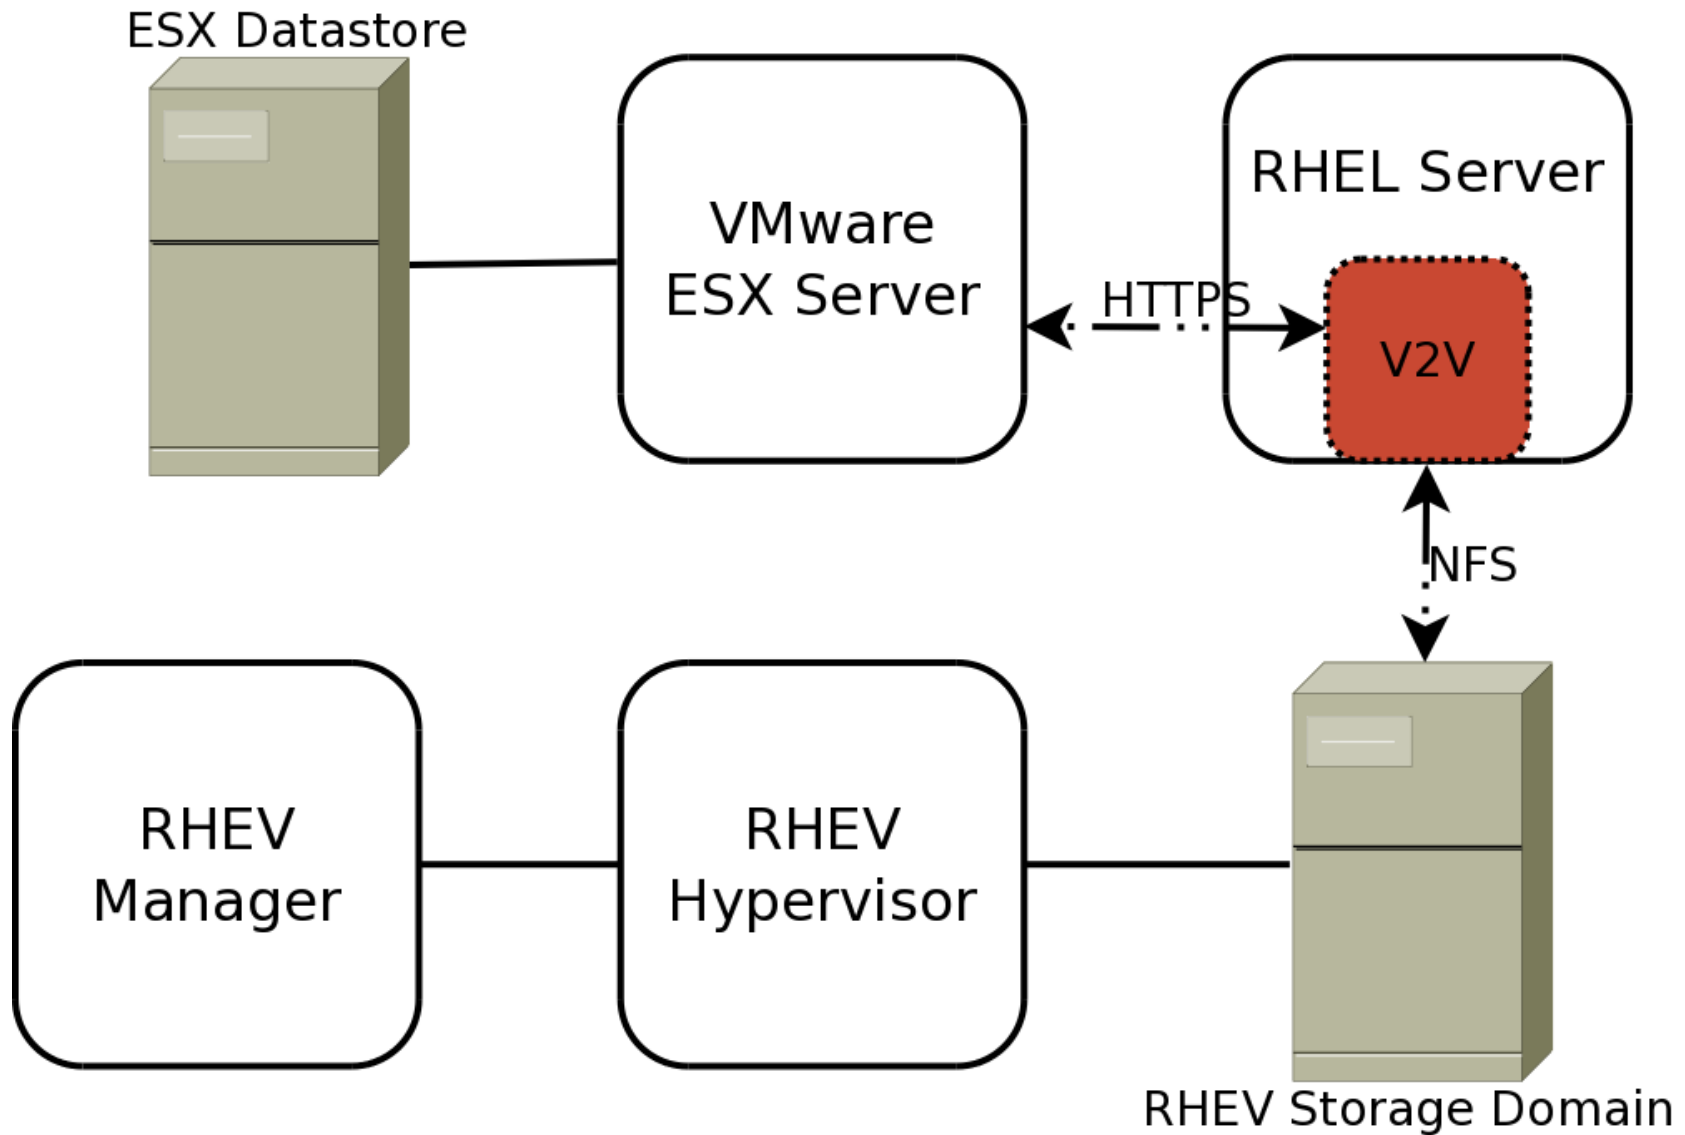 ESX Datastore
VMware
ESX Server
RHEL Server
HTTPS
V2V
NFS
RHEV
Manager
RHEV
Hypervisor
RHEV Storage Domain